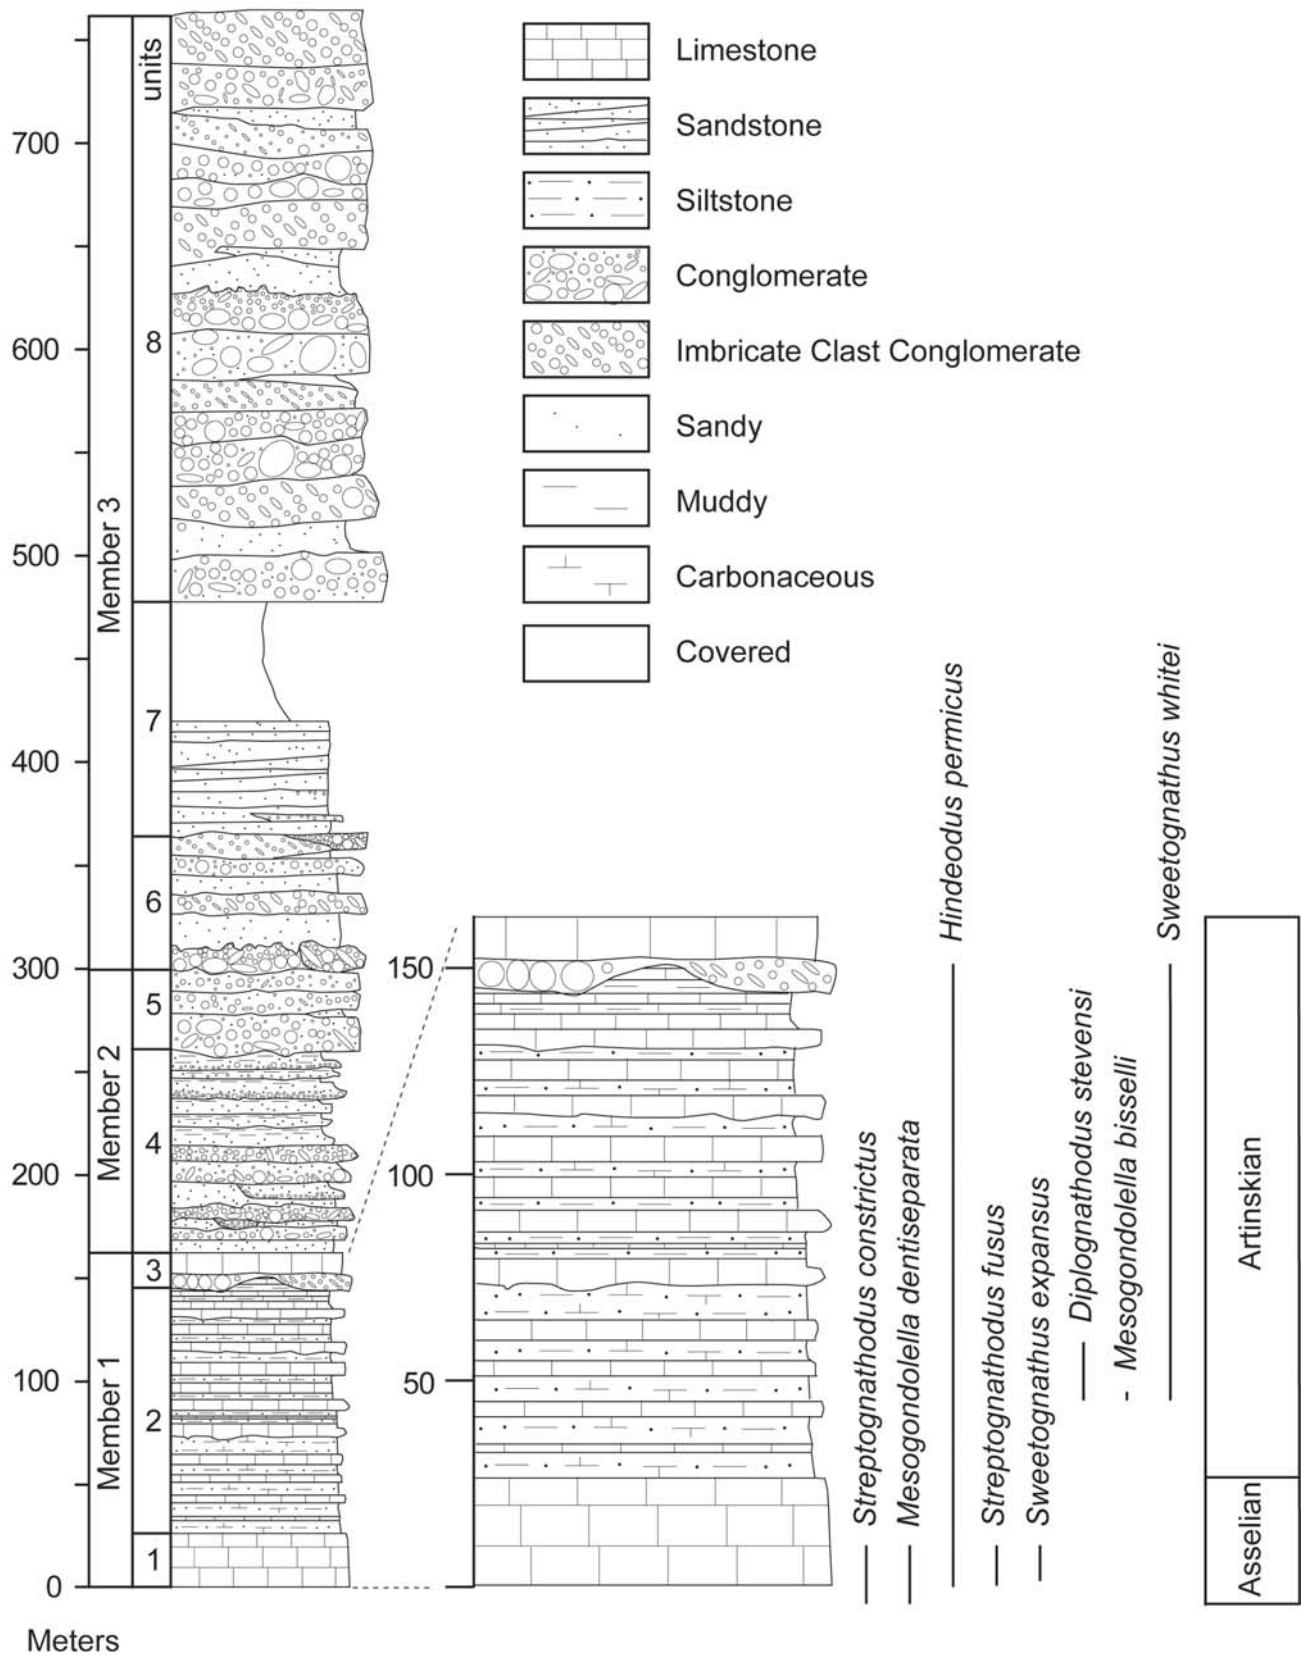 units
700
600
500
400
300
200
100
0
Meters
Member 3
Member 2
Member 1
8
7
6
5
4
3
2
1
Limestone
Sandstone
Siltstone
Conglomerate
Imbricate Clast Conglomerate
Sandy
Muddy
Carbonaceous
Covered
150
100
50
Streptognathodus constrictus
Mesogondolella dentiseparata
Hindeodus permicus
Streptognathodus fusus
Sweetognathus expansus
Diplognathodus stevensi
Mesogondolella bisselli
Sweetognathus whitei
Artinskian
Asselian